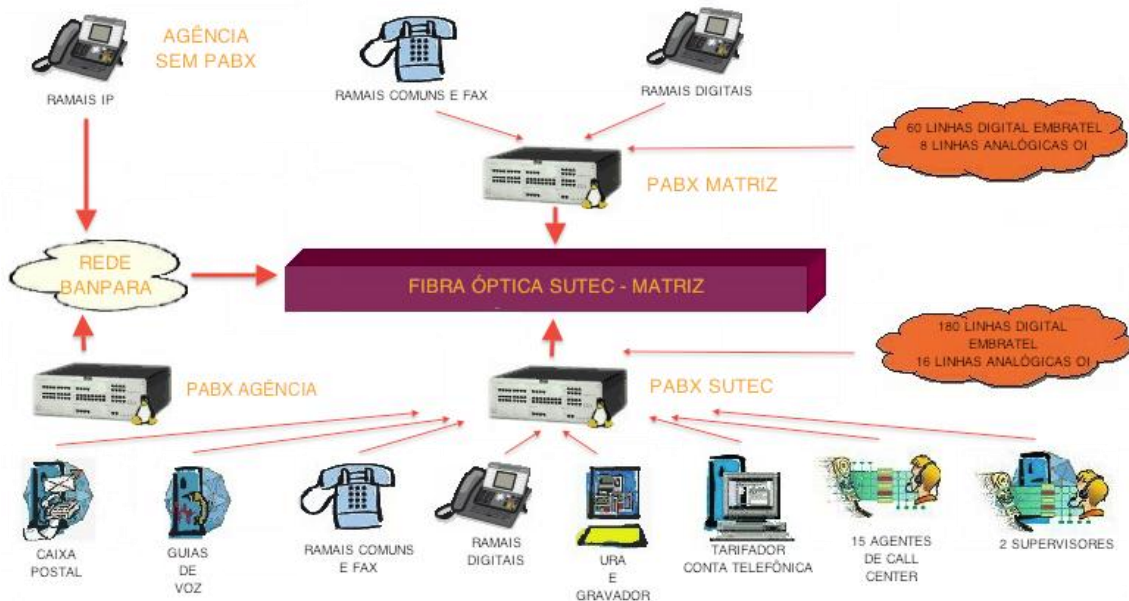 AGÊNCIA
SEM PABX
RAMAIS IP
RAMAIS COMUNS E FAX
RAMAIS DIGITAIS
60 LINHAS DIGITAL EMBRATEL
8 LINHAS ANALÓGICAS OI
PABX MATRIZ
REDE
BANPARA
FIBRA ÓPTICA SUTEC - MATRIZ
180 LINHAS DIGITAL
EMBRATEL
16 LINHAS ANALÓGICAS OI
PABX AGÊNCIA
PABX SUTEC
CAIXA
POSTAL
GUIAS
DE
VOZ
RAMAIS COMUNS
E FAX
RAMAIS
DIGITAIS
URA
E
GRAVADOR
TARIFADOR
CONTA TELEFÔNICA
15 AGENTES
DE CALL
CENTER
2 SUPERVISORES